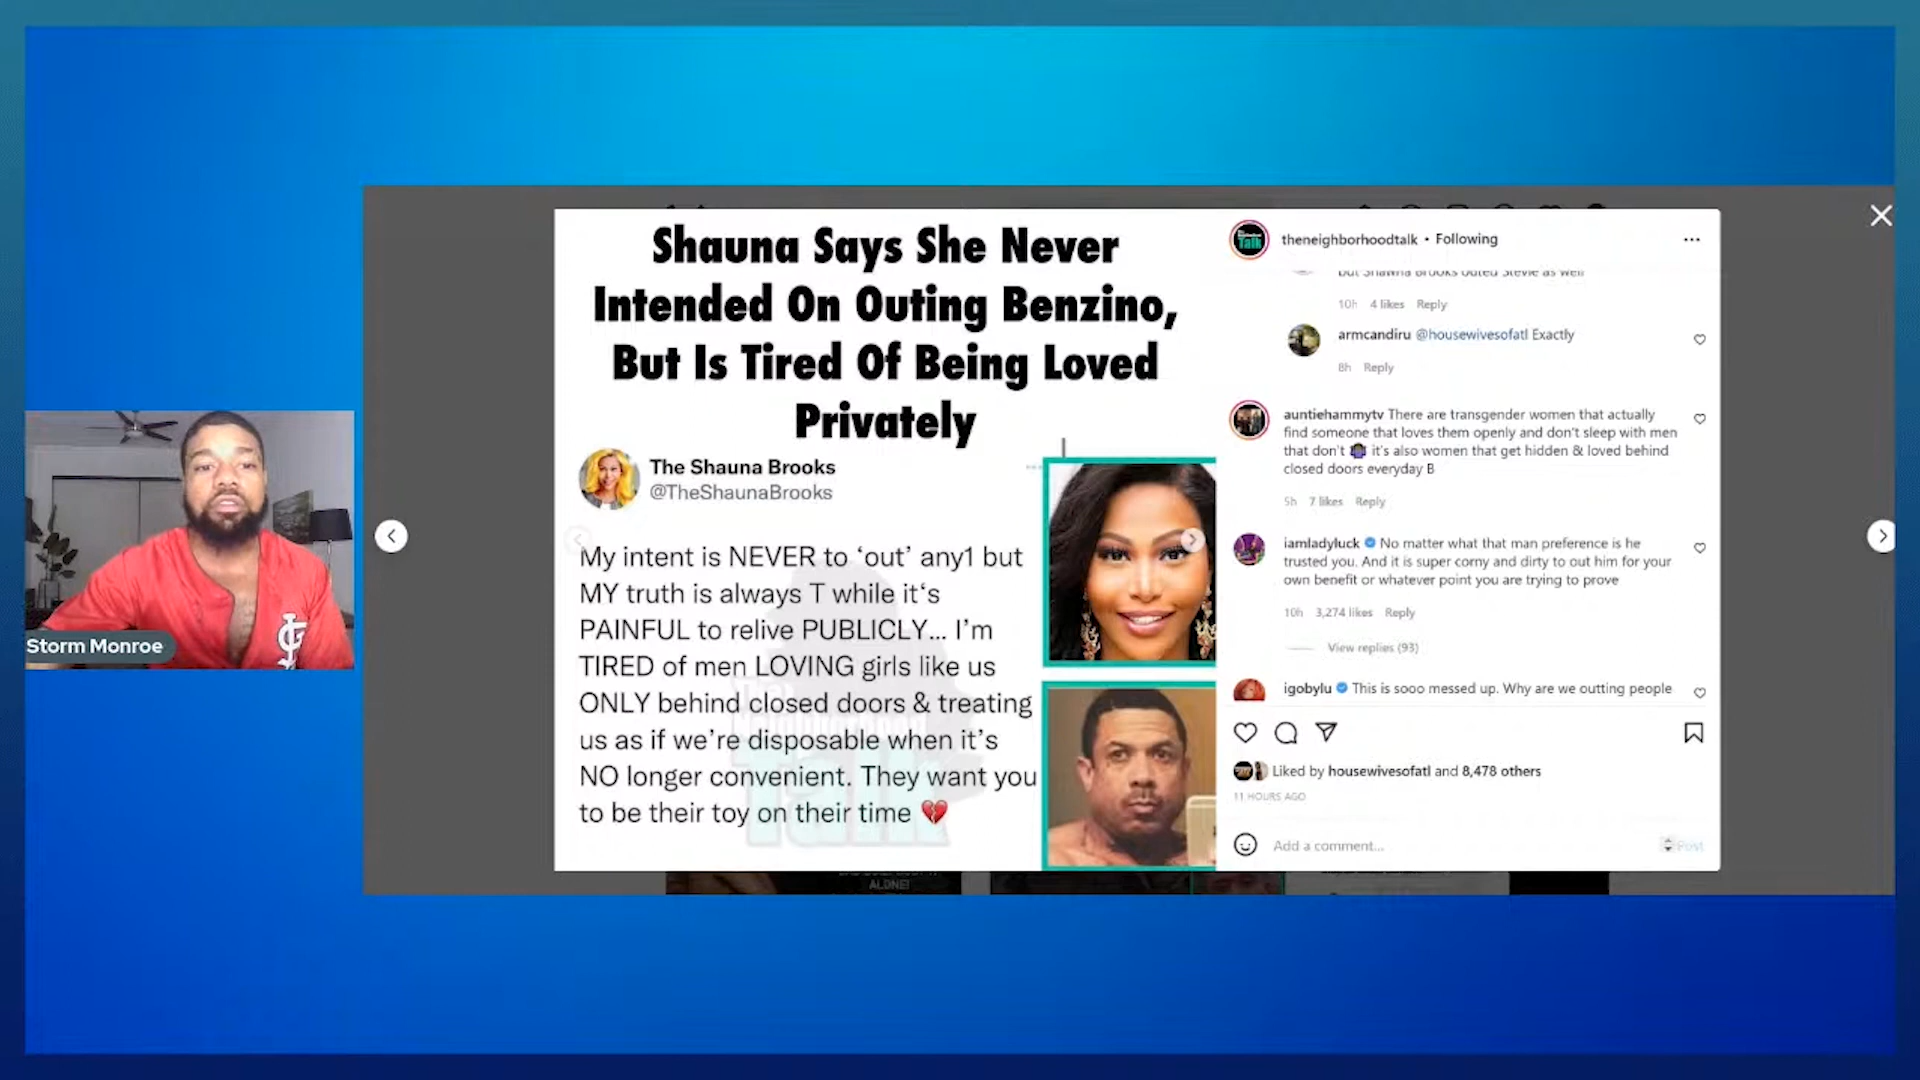 Shauna Says She Never
Intended On Outing Benzino,
But Is Tired Of Being Loved
Privately
The Shauna Brooks
@TheShaunaBrooks
My intent is NEVER to ‘out’ any1 but
MY truth is always T while it‘s
PAINFUL to relive PUBLICLY... I’m
TIRED of men LOVING girls like us
ONLY behind closed doors & treating
us as if we’re disposable when it’s
NO longer convenient. They want you
to be their toy on their time 💔
The
Neighborhood
Talk
Storm Monroe
Talk
theneighborhoodtalk • Following
but Shawna Brooks outed Stevie as well
10h 4 likes Reply
armcandiru @housewivesofatl Exactly
8h Reply
auntiehammytv There are transgender women that actually
find someone that loves them openly and don't sleep with men
that don't it's also women that get hidden & loved behind
closed doors everyday B
5h 7 likes Reply
iamladyluck No matter what that man preference is he
trusted you. And it is super corny and dirty to out him for your
own benefit or whatever point you are trying to prove
10h 3,274 likes Reply
View replies (93)
igobylu This is sooo messed up. Why are we outting people
Liked by housewivesofatl and 8,478 others
11 HOURS AGO
Add a comment...
Post
ALONE!